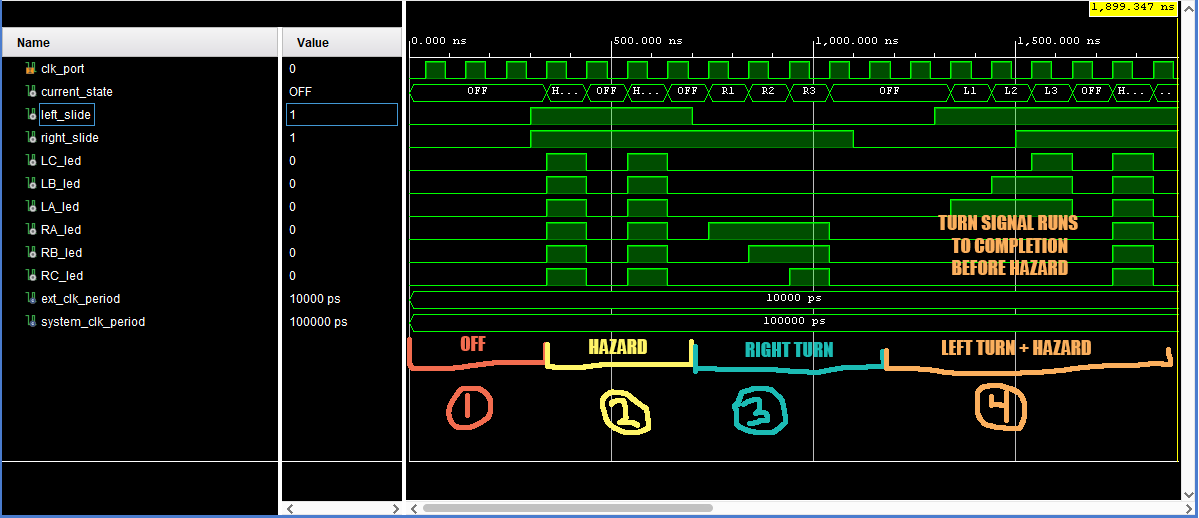 1,899.347 ns
Name Value
0.000 ns 500.000 ns 1,000.000 ns 1,500.000 ns
clk_port 0
current_state OFF OFF H... OFF H... OFF R1 R2 R3 OFF L1 L2 L3 OFF H... ..
left_slide 1
right_slide 1
LC_led 0
LB_led 0
LA_led 0
RA_led 0
RB_led 0
RC_led 0
TURN SIGNAL RUNS
TO COMPLETION
BEFORE HAZARD
ext_clk_period 10000 ps 10000 ps
system_clk_period 100000 ps 100000 ps
OFF HAZARD RIGHT TURN LEFT TURN + HAZARD
1 2 3 4